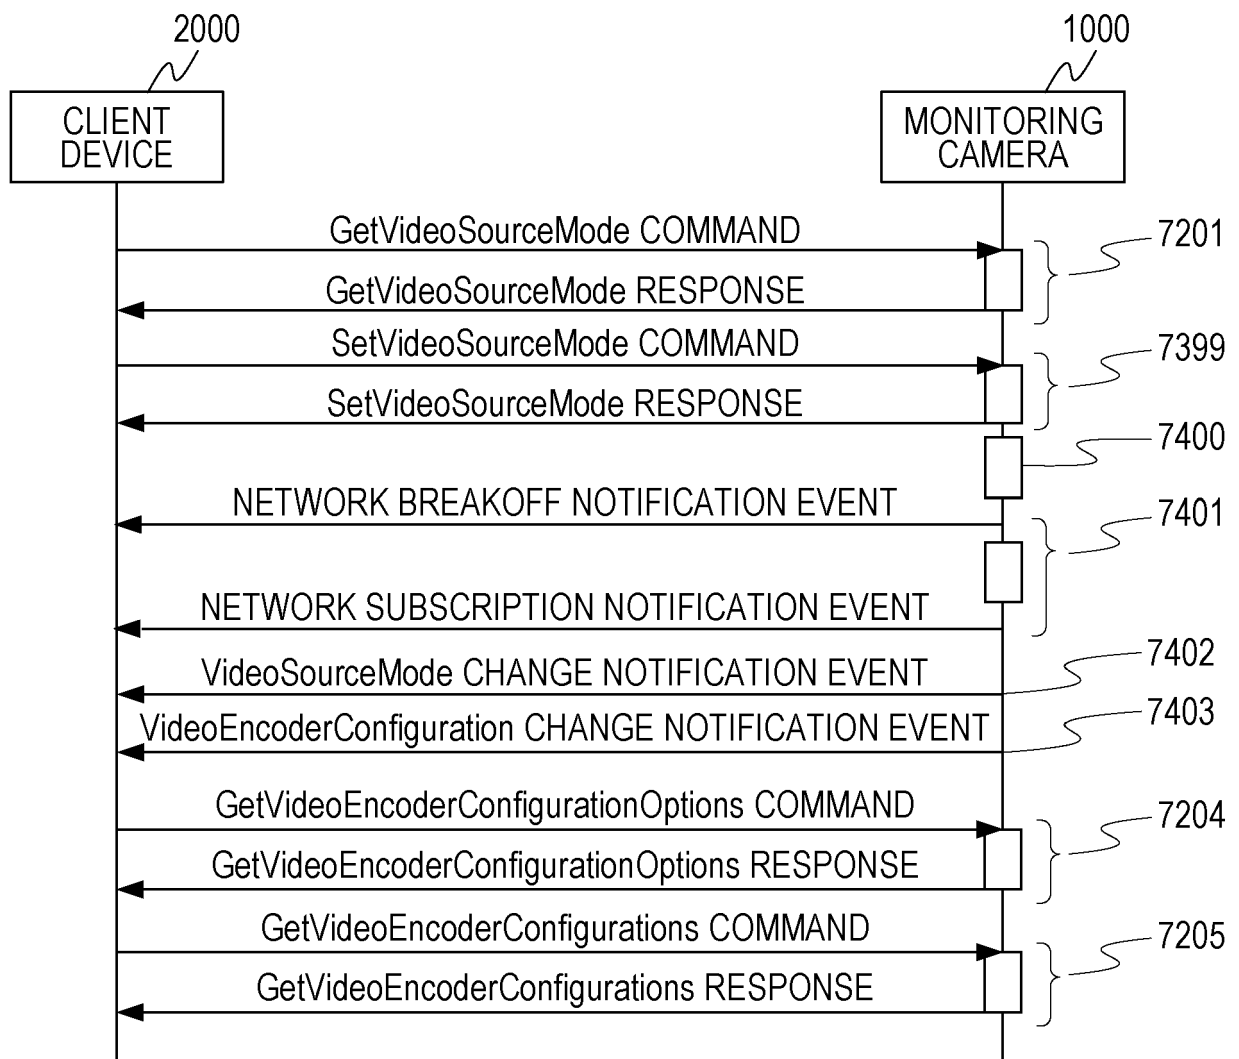 2000
1000
CLIENT
DEVICE
MONITORING
CAMERA
GetVideoSourceMode COMMAND
7201
GetVideoSourceMode RESPONSE
SetVideoSourceMode COMMAND
7399
SetVideoSourceMode RESPONSE
7400
NETWORK BREAKOFF NOTIFICATION EVENT
7401
NETWORK SUBSCRIPTION NOTIFICATION EVENT
7402
VideoSourceMode CHANGE NOTIFICATION EVENT
7403
VideoEncoderConfiguration CHANGE NOTIFICATION EVENT
GetVideoEncoderConfigurationOptions COMMAND
7204
GetVideoEncoderConfigurationOptions RESPONSE
GetVideoEncoderConfigurations COMMAND
7205
GetVideoEncoderConfigurations RESPONSE